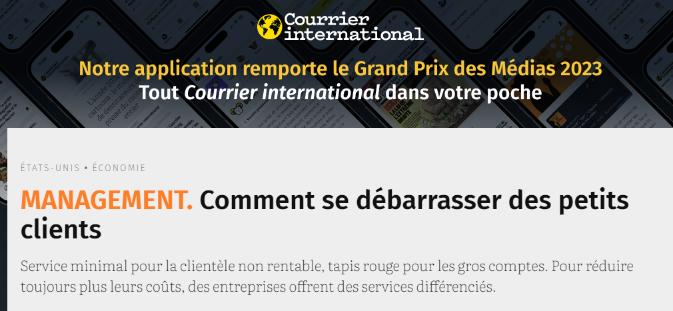 Courrier
international
Notre application remporte le Grand Prix des Médias 2023
Tout Courrier international dans votre poche
ÉTATS-UNIS • ÉCONOMIE
MANAGEMENT. Comment se débarrasser des petits
clients
Service minimal pour la clientèle non rentable, tapis rouge pour les gros comptes. Pour réduire
toujours plus leurs coûts, des entreprises offrent des services différenciés.